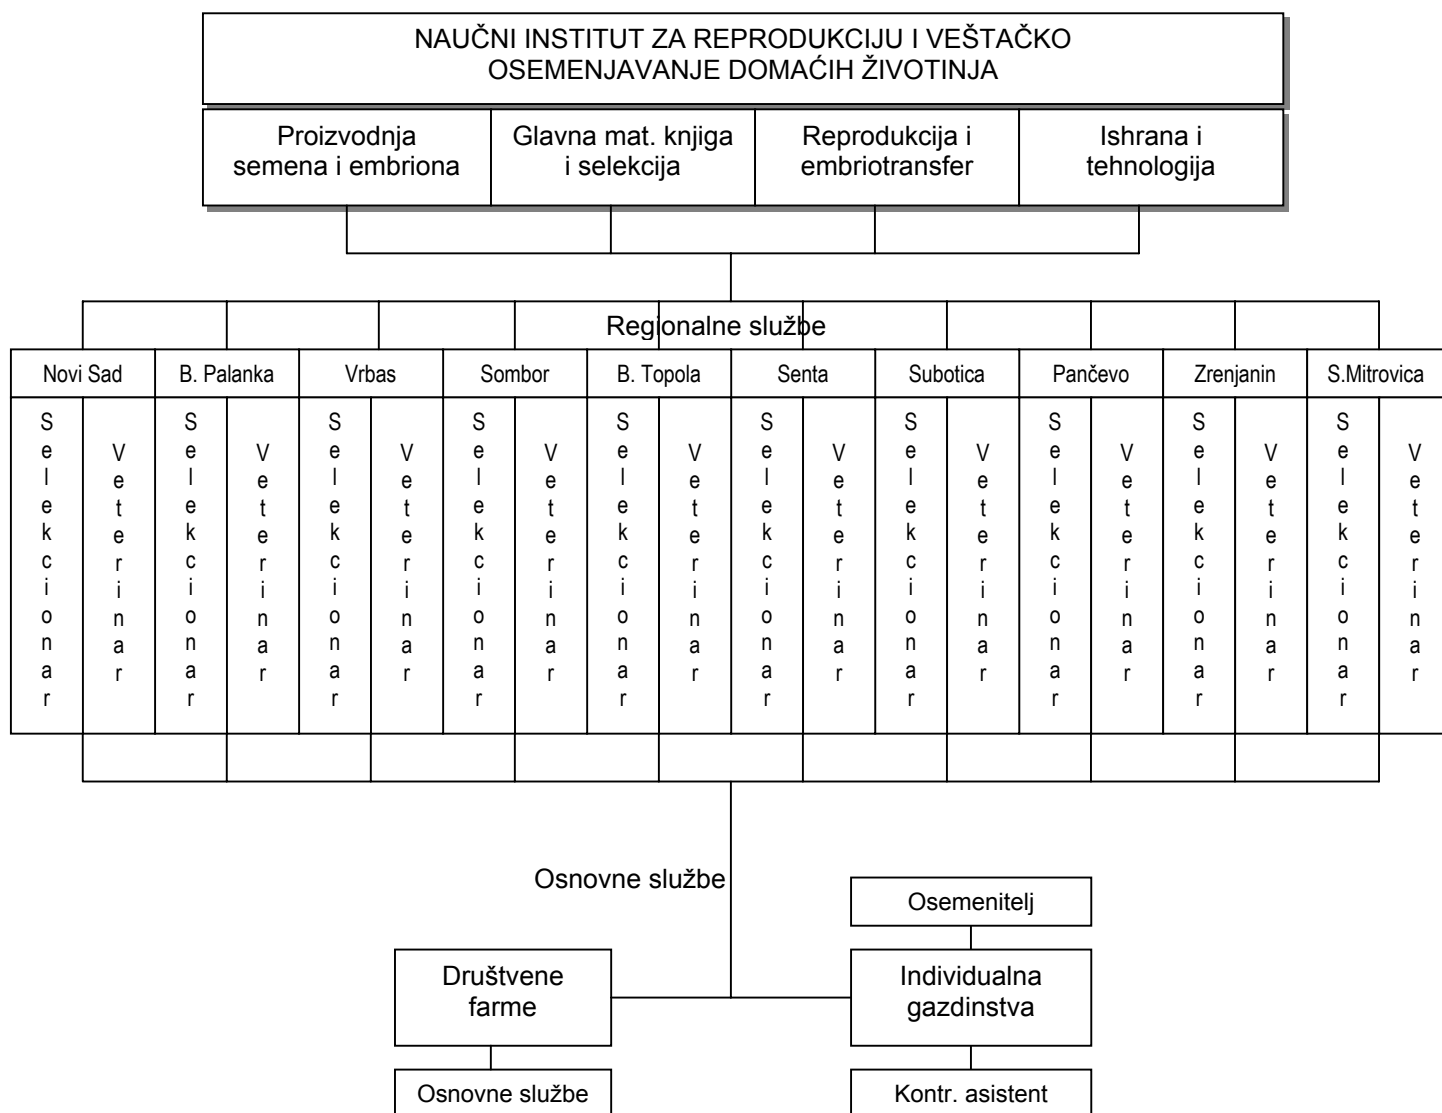 NAUČNI INSTITUT ZA REPRODUKCIJU I VEŠTAČKO
OSEMENJAVANJE DOMAĆIH ŽIVOTINJA
Proizvodnja
semena i embriona
Glavna mat. knjiga
i selekcija
Reprodukcija i
embriotransfer
Ishrana i
tehnologija
Regionalne službe
Novi Sad
B. Palanka
Vrbas
Sombor
B. Topola
Senta
Subotica
Pančevo
Zrenjanin
S.Mitrovica
Selekcionar
Veterinar
Selekcionar
Veterinar
Selekcionar
Veterinar
Selekcionar
Veterinar
Selekcionar
Veterinar
Selekcionar
Veterinar
Selekcionar
Veterinar
Selekcionar
Veterinar
Selekcionar
Veterinar
Selekcionar
Veterinar
Osnovne službe
Osemenitelj
Društvene
farme
Individualna
gazdinstva
Osnovne službe
Kontr. asistent